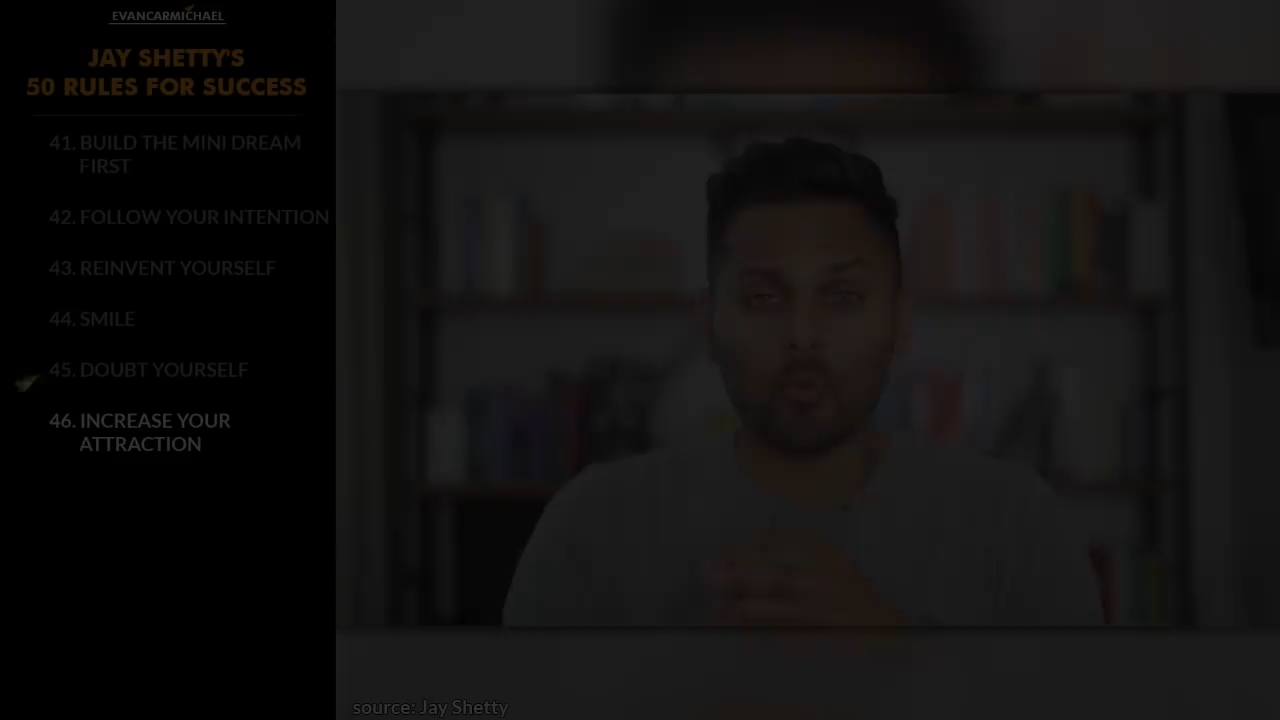 EVANCARMICHAEL
JAY SHETTY'S
50 RULES FOR SUCCESS
41. BUILD THE MINI DREAM
FIRST
42. FOLLOW YOUR INTENTION
43. REINVENT YOURSELF
44. SMILE
45. DOUBT YOURSELF
46. INCREASE YOUR
ATTRACTION
source: Jay Shetty